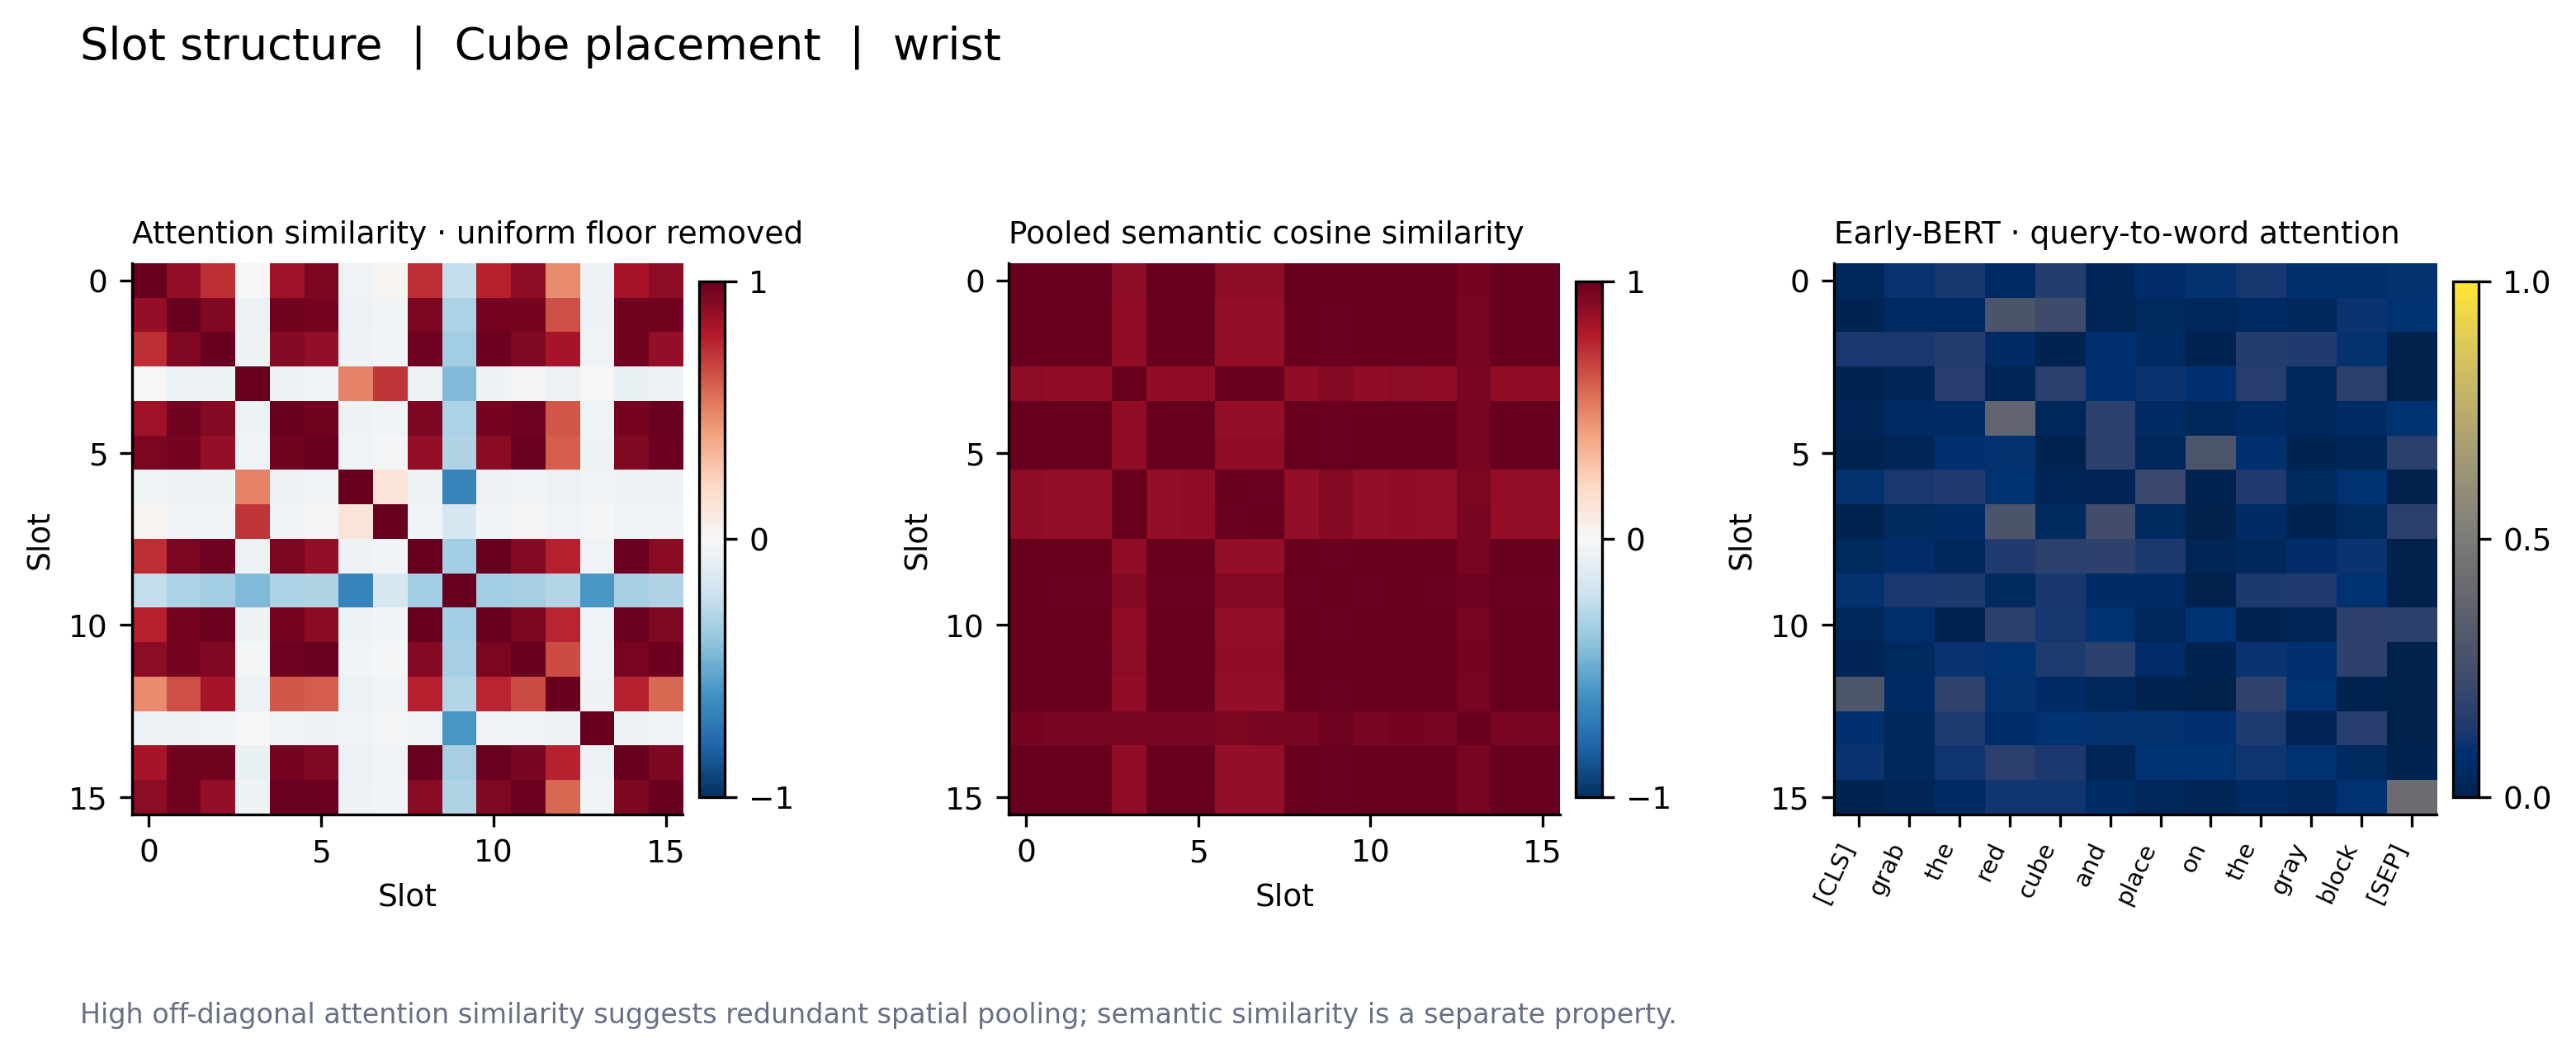 Slot structure | Cube placement | wrist
Attention similarity · uniform floor removed
0
5
10
15
Slot
0
5
10
15
Slot
1
0
−1
Pooled semantic cosine similarity
0
5
10
15
Slot
0
5
10
15
Slot
1
0
−1
Early-BERT · query-to-word attention
0
5
10
15
Slot
[CLS]
grab
the
red
cube
and
place
on
the
gray
block
[SEP]
1.0
0.5
0.0
High off-diagonal attention similarity suggests redundant spatial pooling; semantic similarity is a separate property.